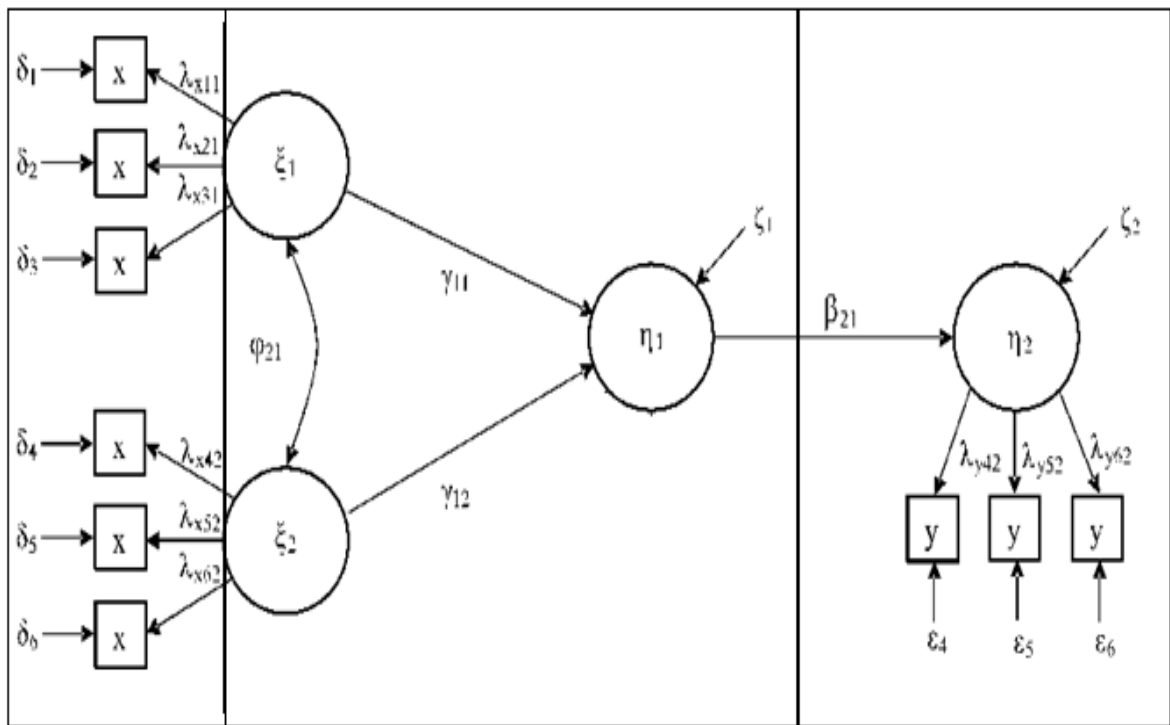 δ₁
x
λₓ₁₁
δ₂
x
λₓ₂₁
ξ₁
δ₃
x
λₓ₃₁
γ₁₁
ζ₁
ζ₂
φ₂₁
η₁
β₂₁
η₂
δ₄
x
λₓ₄₂
γ₁₂
δ₅
x
λₓ₅₂
ξ₂
δ₆
x
λₓ₆₂
λy₄₂
λy₅₂
λy₆₂
y
y
y
ε₄
ε₅
ε₆